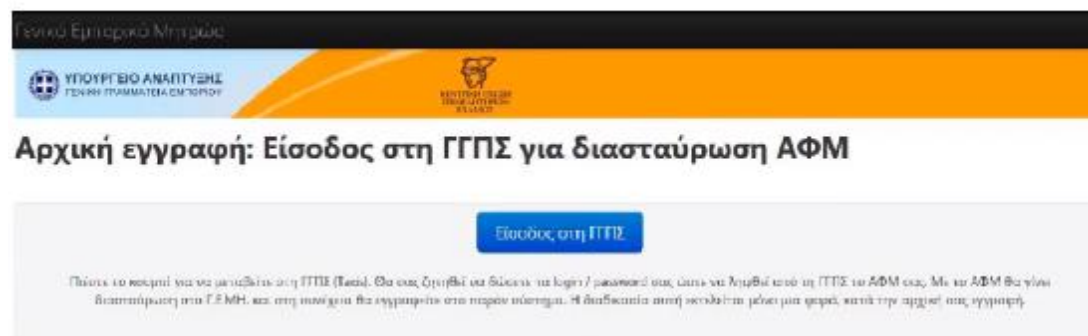 Γενικό Εμπορικό Μητρώο
ΥΠΟΥΡΓΕΙΟ ΑΝΑΠΤΥΞΗΣ
ΓΕΝΙΚΗ ΓΡΑΜΜΑΤΕΙΑ ΕΜΠΟΡΙΟΥ
Αρχική εγγραφή: Είσοδος στη ΓΓΠΣ για διασταύρωση ΑΦΜ
Είσοδος στη ΓΓΠΣ
Πιέστε το κουμπί για να μεταβείτε στη ΓΓΠΣ (Taxis). Θα σας ζητηθεί να δώσετε τα login / password σας ώστε να ληφθεί από τη ΓΓΠΣ το ΑΦΜ σας. Με το ΑΦΜ θα γίνει
διασταύρωση στο Γ.Ε.ΜΗ. και στη συνέχεια θα εγγραφείτε στο παρόν σύστημα. Η διαδικασία αυτή εκτελείται μόνο μια φορά, κατά την αρχική σας εγγραφή.